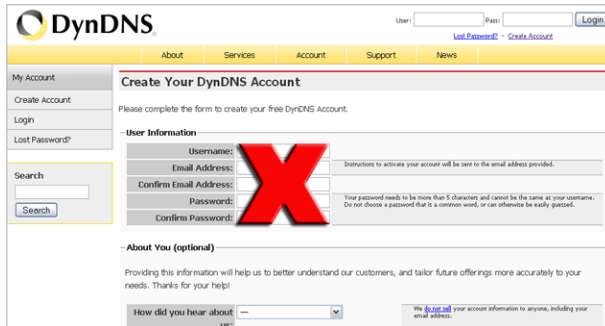 DynDNS
User: Pass: Login
Lost Password? - Create Account
About Services Account Support News
My Account
Create Account
Login
Lost Password?
Search
Search
Create Your DynDNS Account
Please complete the form to create your free DynDNS Account.
User Information
Username:
Email Address:
Instructions to activate your account will be sent to the email address provided.
Confirm Email Address:
Password:
Your password needs to be more than 5 characters and cannot be the same as your username.
Do not choose a password that is a common word, or can otherwise be easily guessed.
Confirm Password:
About You (optional)
Providing this information will help us to better understand our customers, and tailor future offerings more accurately to your
needs. Thanks for your help!
How did you hear about
us:
—
We do not sell your account information to anyone, including your
email address.